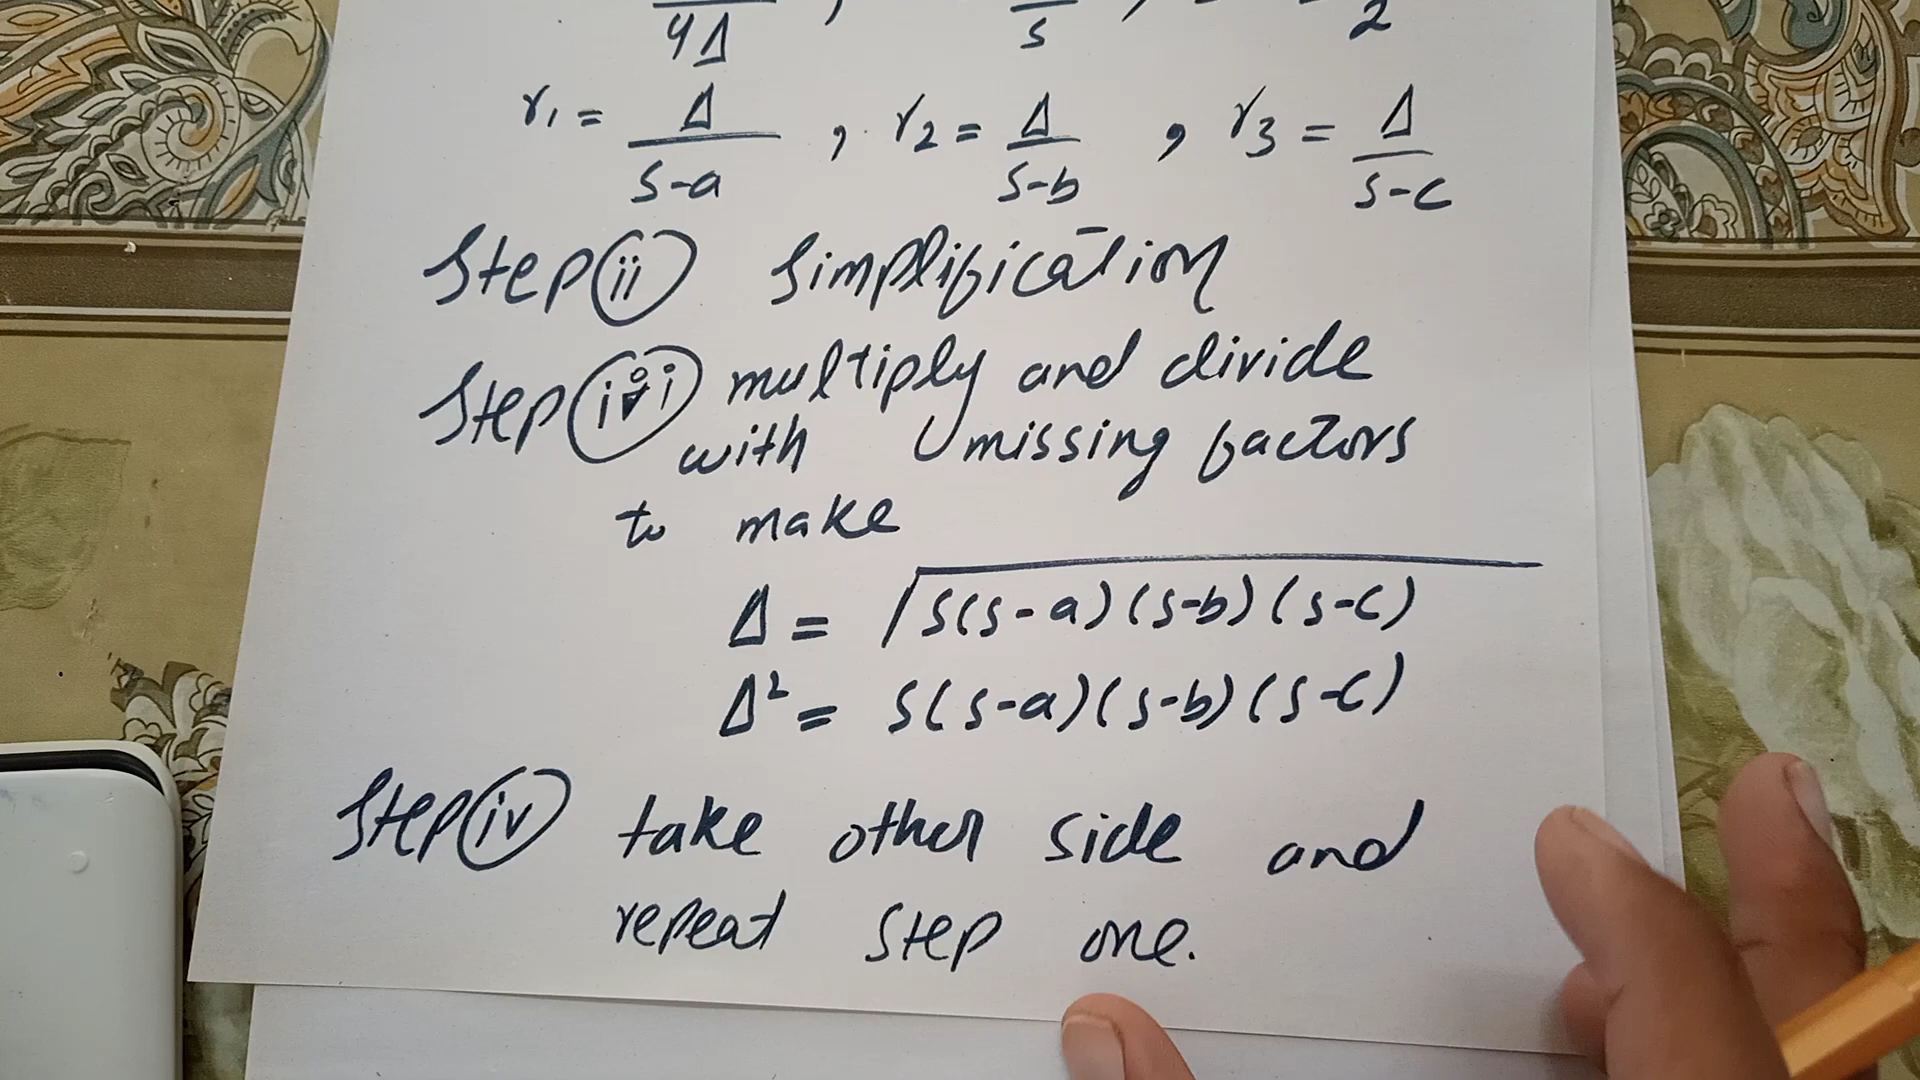 4Δ , s , 2
r1 = Δ/s-a , r2 = Δ/s-b , r3 = Δ/s-c
Step (ii) Simplification
Step (iii) multiply and divide
with missing factors
to make
Δ = √s(s-a)(s-b)(s-c)
Δ² = s(s-a)(s-b)(s-c)
Step (iv) take other side and
repeat step one.